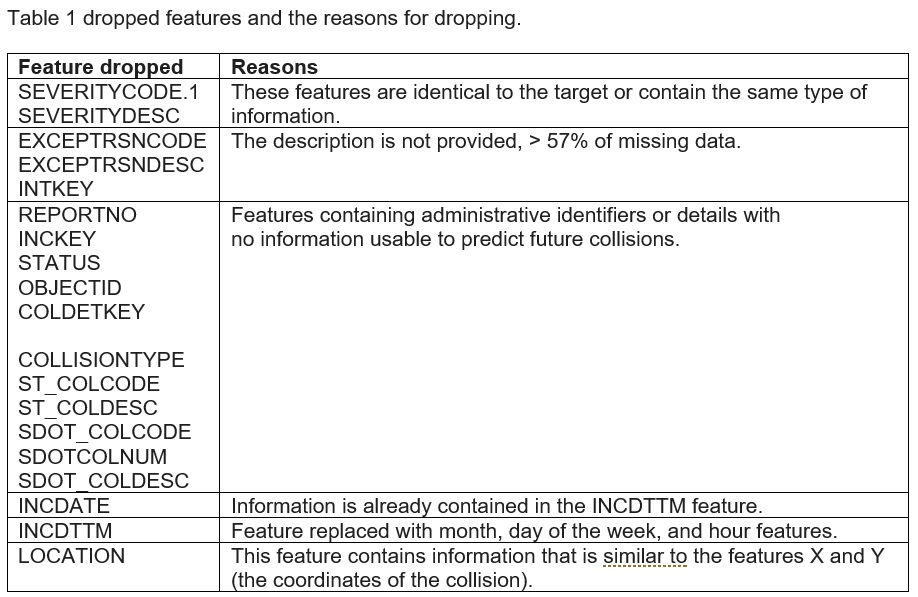 Table 1 dropped features and the reasons for dropping.
Feature dropped Reasons
SEVERITYCODE.1 These features are identical to the target or contain the same type of
SEVERITYDESC information.
EXCEPTRSNCODE The description is not provided, > 57% of missing data.
EXCEPTRSNDESC
INTKEY
REPORTNO Features containing administrative identifiers or details with
INCKEY no information usable to predict future collisions.
STATUS
OBJECTID
COLDETKEY
COLLISIONTYPE
ST_COLCODE
ST_COLDESC
SDOT_COLCODE
SDOTCOLNUM
SDOT_COLDESC
INCDATE Information is already contained in the INCDTTM feature.
INCDTTM Feature replaced with month, day of the week, and hour features.
LOCATION This feature contains information that is similar to the features X and Y
(the coordinates of the collision).